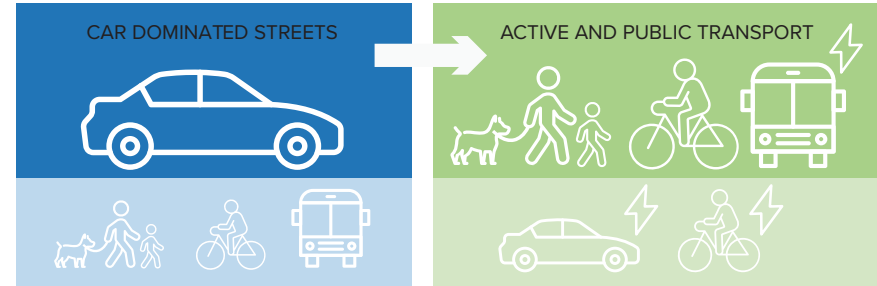 CAR DOMINATED STREETS
ACTIVE AND PUBLIC TRANSPORT